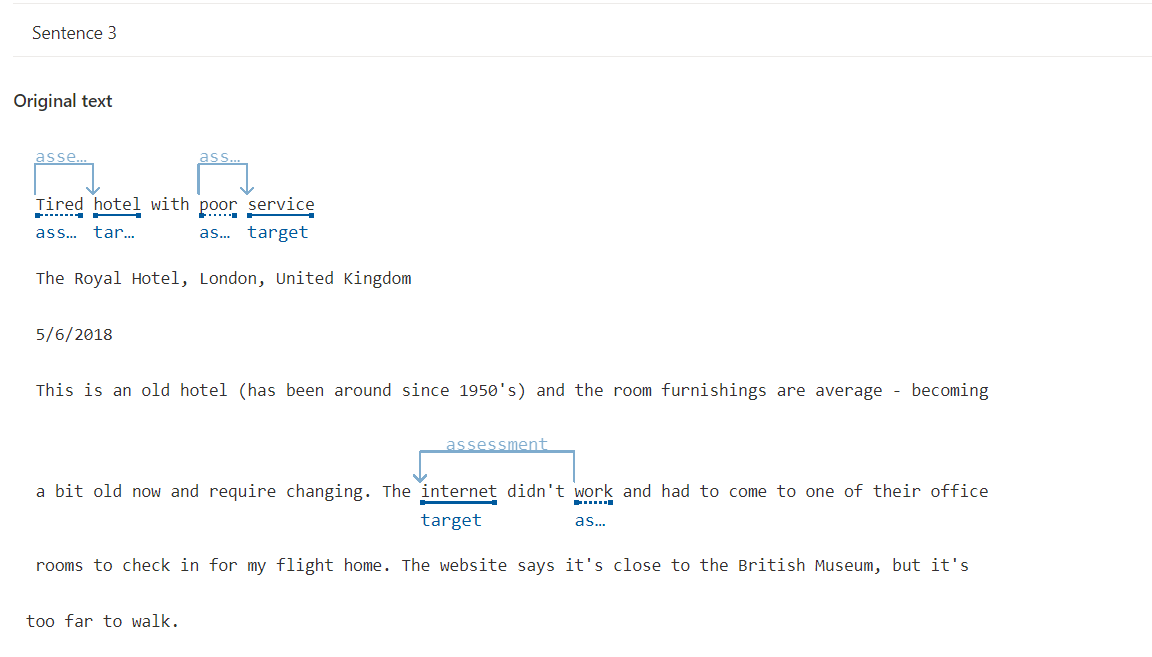 Sentence 3
Original text
asse… ass…
Tired hotel with poor service
ass… tar… as… target
The Royal Hotel, London, United Kingdom
5/6/2018
This is an old hotel (has been around since 1950's) and the room furnishings are average - becoming
assessment
a bit old now and require changing. The internet didn't work and had to come to one of their office
target as…
rooms to check in for my flight home. The website says it's close to the British Museum, but it's
too far to walk.